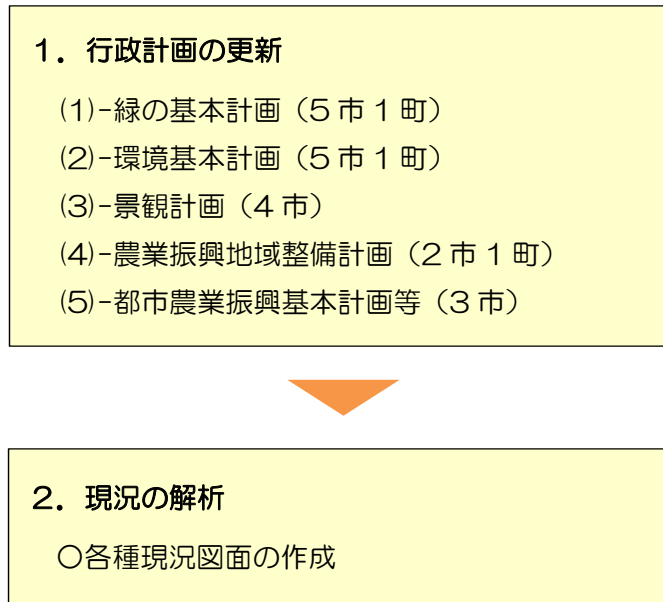 １．行政計画の更新
⑴-緑の基本計画（５市１町）
⑵-環境基本計画（５市１町）
⑶-景観計画（４市）
⑷-農業振興地域整備計画（２市１町）
⑸-都市農業振興基本計画等（３市）
２．現況の解析
○各種現況図面の作成